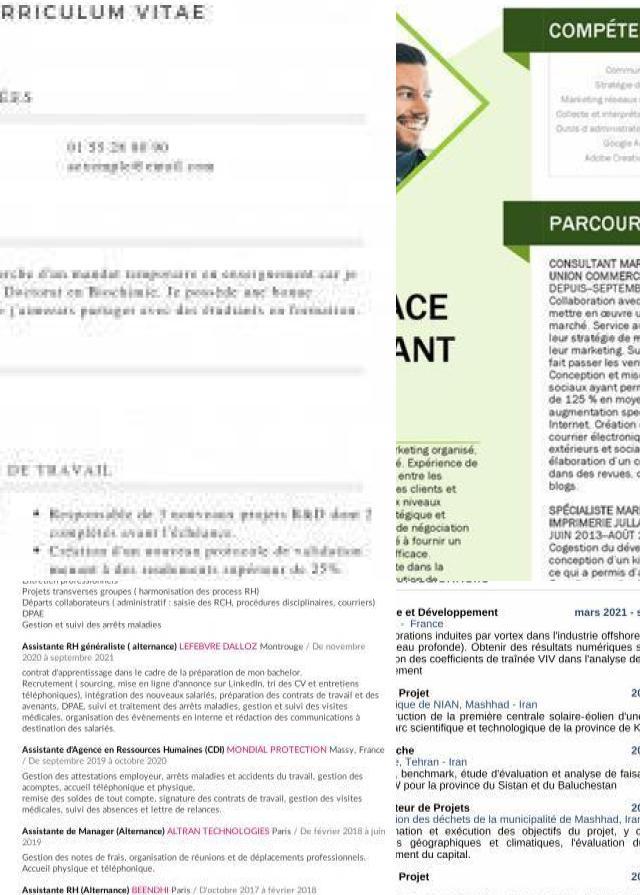 RRICULUM VITAE
ÉES
01 55 26 00 90
erche d'un mandat temporaire en enseignement car je
Doctorat en Biochimie. Je possède une bonne
j'aimerais partager avec des étudiants en formation.
DE TRAVAIL
• Responsable de 3 nouveaux projets R&D dont 2
complétés avant l'échéance.
• Création d'un nouveau protocole de validation
menant à des rendements supérieur de 25%
COMPÉTE
Commun
Stratégie d
Marketing réseaux
Collecte et interpréta
Outils d'administrati
Google A
Adobe Creativ
PARCOUR
ACE
ANT
CONSULTANT MAR
UNION COMMERC
DEPUIS–SEPTEMB
Collaboration avec
mettre en œuvre u
marché. Service au
leur stratégie de m
leur marketing. Su
fait passer les ven
Conception et mis
sociaux ayant perm
de 125 % en moye
augmentation spe
Internet. Création
courrier électroniq
extérieurs et socia
élaboration d'un c
dans des revues, c
blogs.
SPÉCIALISTE MAR
IMPRIMERIE JULLA
JUIN 2013–AOÛT 2
Cogestion du déve
conception d'un ki
ce qui a permis d'a
rketing organisé,
é. Expérience de
entre les
es clients et
x niveaux
tégique et
de négociation
é à fournir un
fficace.
te dans la
Entretien professionnels
Projets transverses groupes ( harmonisation des process RH)
Départs collaborateurs ( administratif : saisie des RCH, procédures disciplinaires, courriers)
DPAE
Gestion et suivi des arrêts maladies
Assistante RH généraliste ( alternance) LEFEBVRE DALLOZ Montrouge / De novembre
2020 à septembre 2021
contrat d'apprentissage dans le cadre de la préparation de mon bachelor.
Recrutement ( sourcing, mise en ligne d'annonce sur LinkedIn, tri des CV et entretiens
téléphoniques), intégration des nouveaux salariés, préparation des contrats de travail et des
avenants, DPAE, suivi et traitement des arrêts maladies, gestion et suivi des visites
médicales, organisation des évènements en interne et rédaction des communications à
destination des salariés.
Assistante d'Agence en Ressources Humaines (CDI) MONDIAL PROTECTION Massy, France
/ De septembre 2019 à octobre 2020
Gestion des attestations employeur, arrêts maladies et accidents du travail, gestion des
acomptes, accueil téléphonique et physique.
remise des soldes de tout compte, signature des contrats de travail, gestion des visites
médicales, suivi des absences et lettre de relances.
Assistante de Manager (Alternance) ALTRAN TECHNOLOGIES Paris / De février 2018 à juin
2019
Gestion des notes de frais, organisation de réunions et de déplacements professionnels.
Accueil physique et téléphonique.
Assistante RH (Alternance) BEENDHI Paris / D'octobre 2017 à février 2018
e et Développement mars 2021 - s
- France
orations induites par vortex dans l'industrie offshore
eau profonde). Obtenir des résultats numériques s
on des coefficients de traînée VIV dans l'analyse de
ement
Projet 20
ique de NIAN, Mashhad - Iran
ruction de la première centrale solaire-éolien d'une
arc scientifique et technologique de la province de K
che 20
e, Tehran - Iran
, benchmark, étude d'évaluation et analyse de faisa
V pour la province du Sistan et du Baluchestan
teur de Projets 20
ion des déchets de la municipalité de Mashhad, Iran
nation et exécution des objectifs du projet, y c
s géographiques et climatiques, l'évaluation du
ment du capital.
Projet 20